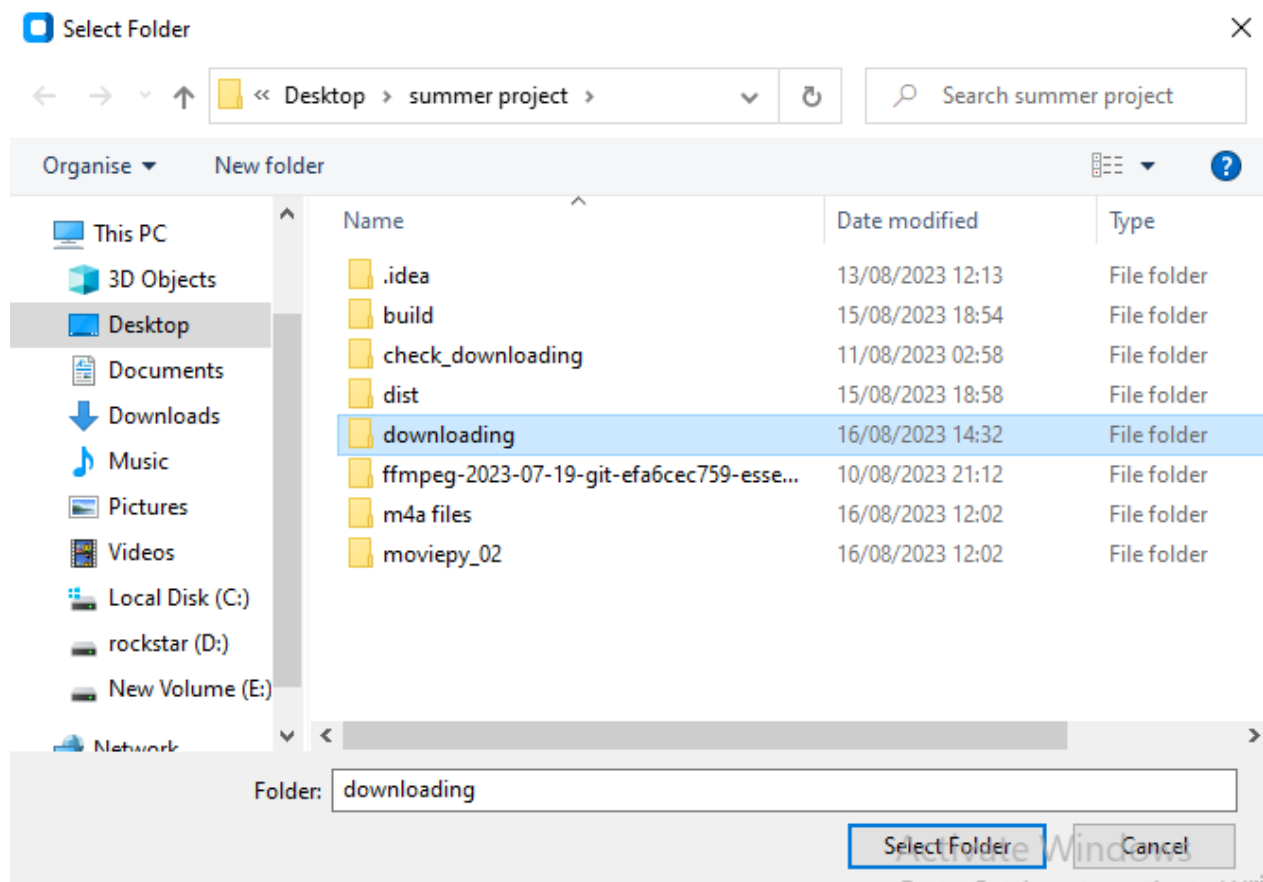 Select Folder
« Desktop › summer project ›
Search summer project
Organise
New folder
?
Name
Date modified
Type
This PC
3D Objects
Desktop
Documents
Downloads
Music
Pictures
Videos
Local Disk (C:)
rockstar (D:)
New Volume (E:)
Network
.idea 13/08/2023 12:13 File folder
build 15/08/2023 18:54 File folder
check_downloading 11/08/2023 02:58 File folder
dist 15/08/2023 18:58 File folder
downloading 16/08/2023 14:32 File folder
ffmpeg-2023-07-19-git-efa6cec759-esse... 10/08/2023 21:12 File folder
m4a files 16/08/2023 12:02 File folder
moviepy_02 16/08/2023 12:02 File folder
Folder: downloading
Select Folder
Cancel
Activate Windows